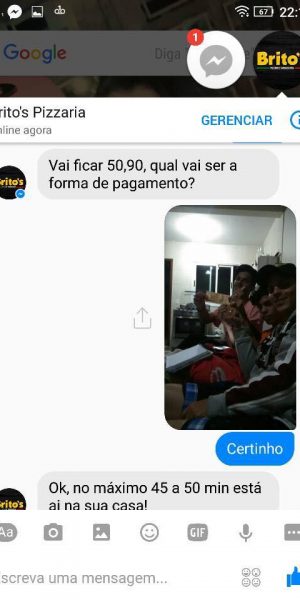 67 22:
Google Diga
1
Brito's
rito's Pizzaria
nline agora
GERENCIAR
Vai ficar 50,90, qual vai ser a
forma de pagamento?
Brito's
Certinho
Ok, no máximo 45 a 50 min está
ai na sua casa!
Brito's
Aa
GIF
screva uma mensagem...